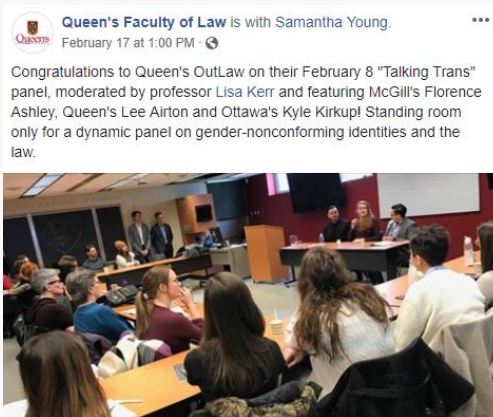 Queens
Queen's Faculty of Law is with Samantha Young.
February 17 at 1:00 PM ·
Congratulations to Queen's OutLaw on their February 8 "Talking Trans"
panel, moderated by professor Lisa Kerr and featuring McGill's Florence
Ashley, Queen's Lee Airton and Ottawa's Kyle Kirkup! Standing room
only for a dynamic panel on gender-nonconforming identities and the
law.